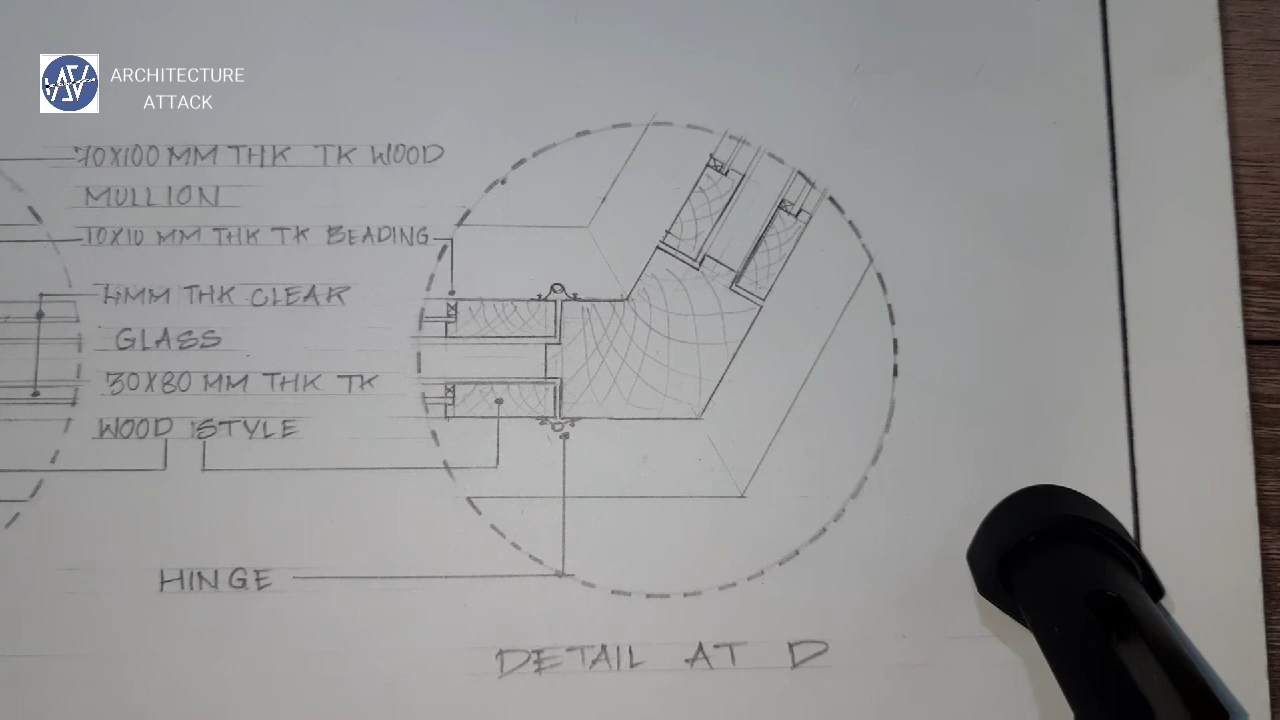 ARCHITECTURE
ATTACK
70X100 MM THK TK WOOD
MULLION
10X10 MM THK TK BEADING
4MM THK CLEAR
GLASS
30X80 MM THK TK
WOOD STYLE
HINGE
DETAIL AT D